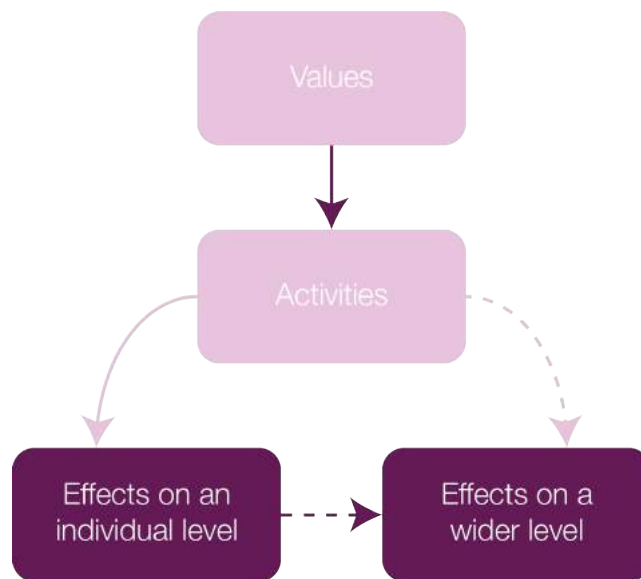 Values
Activities
Effects on an
individual level
Effects on a
wider level